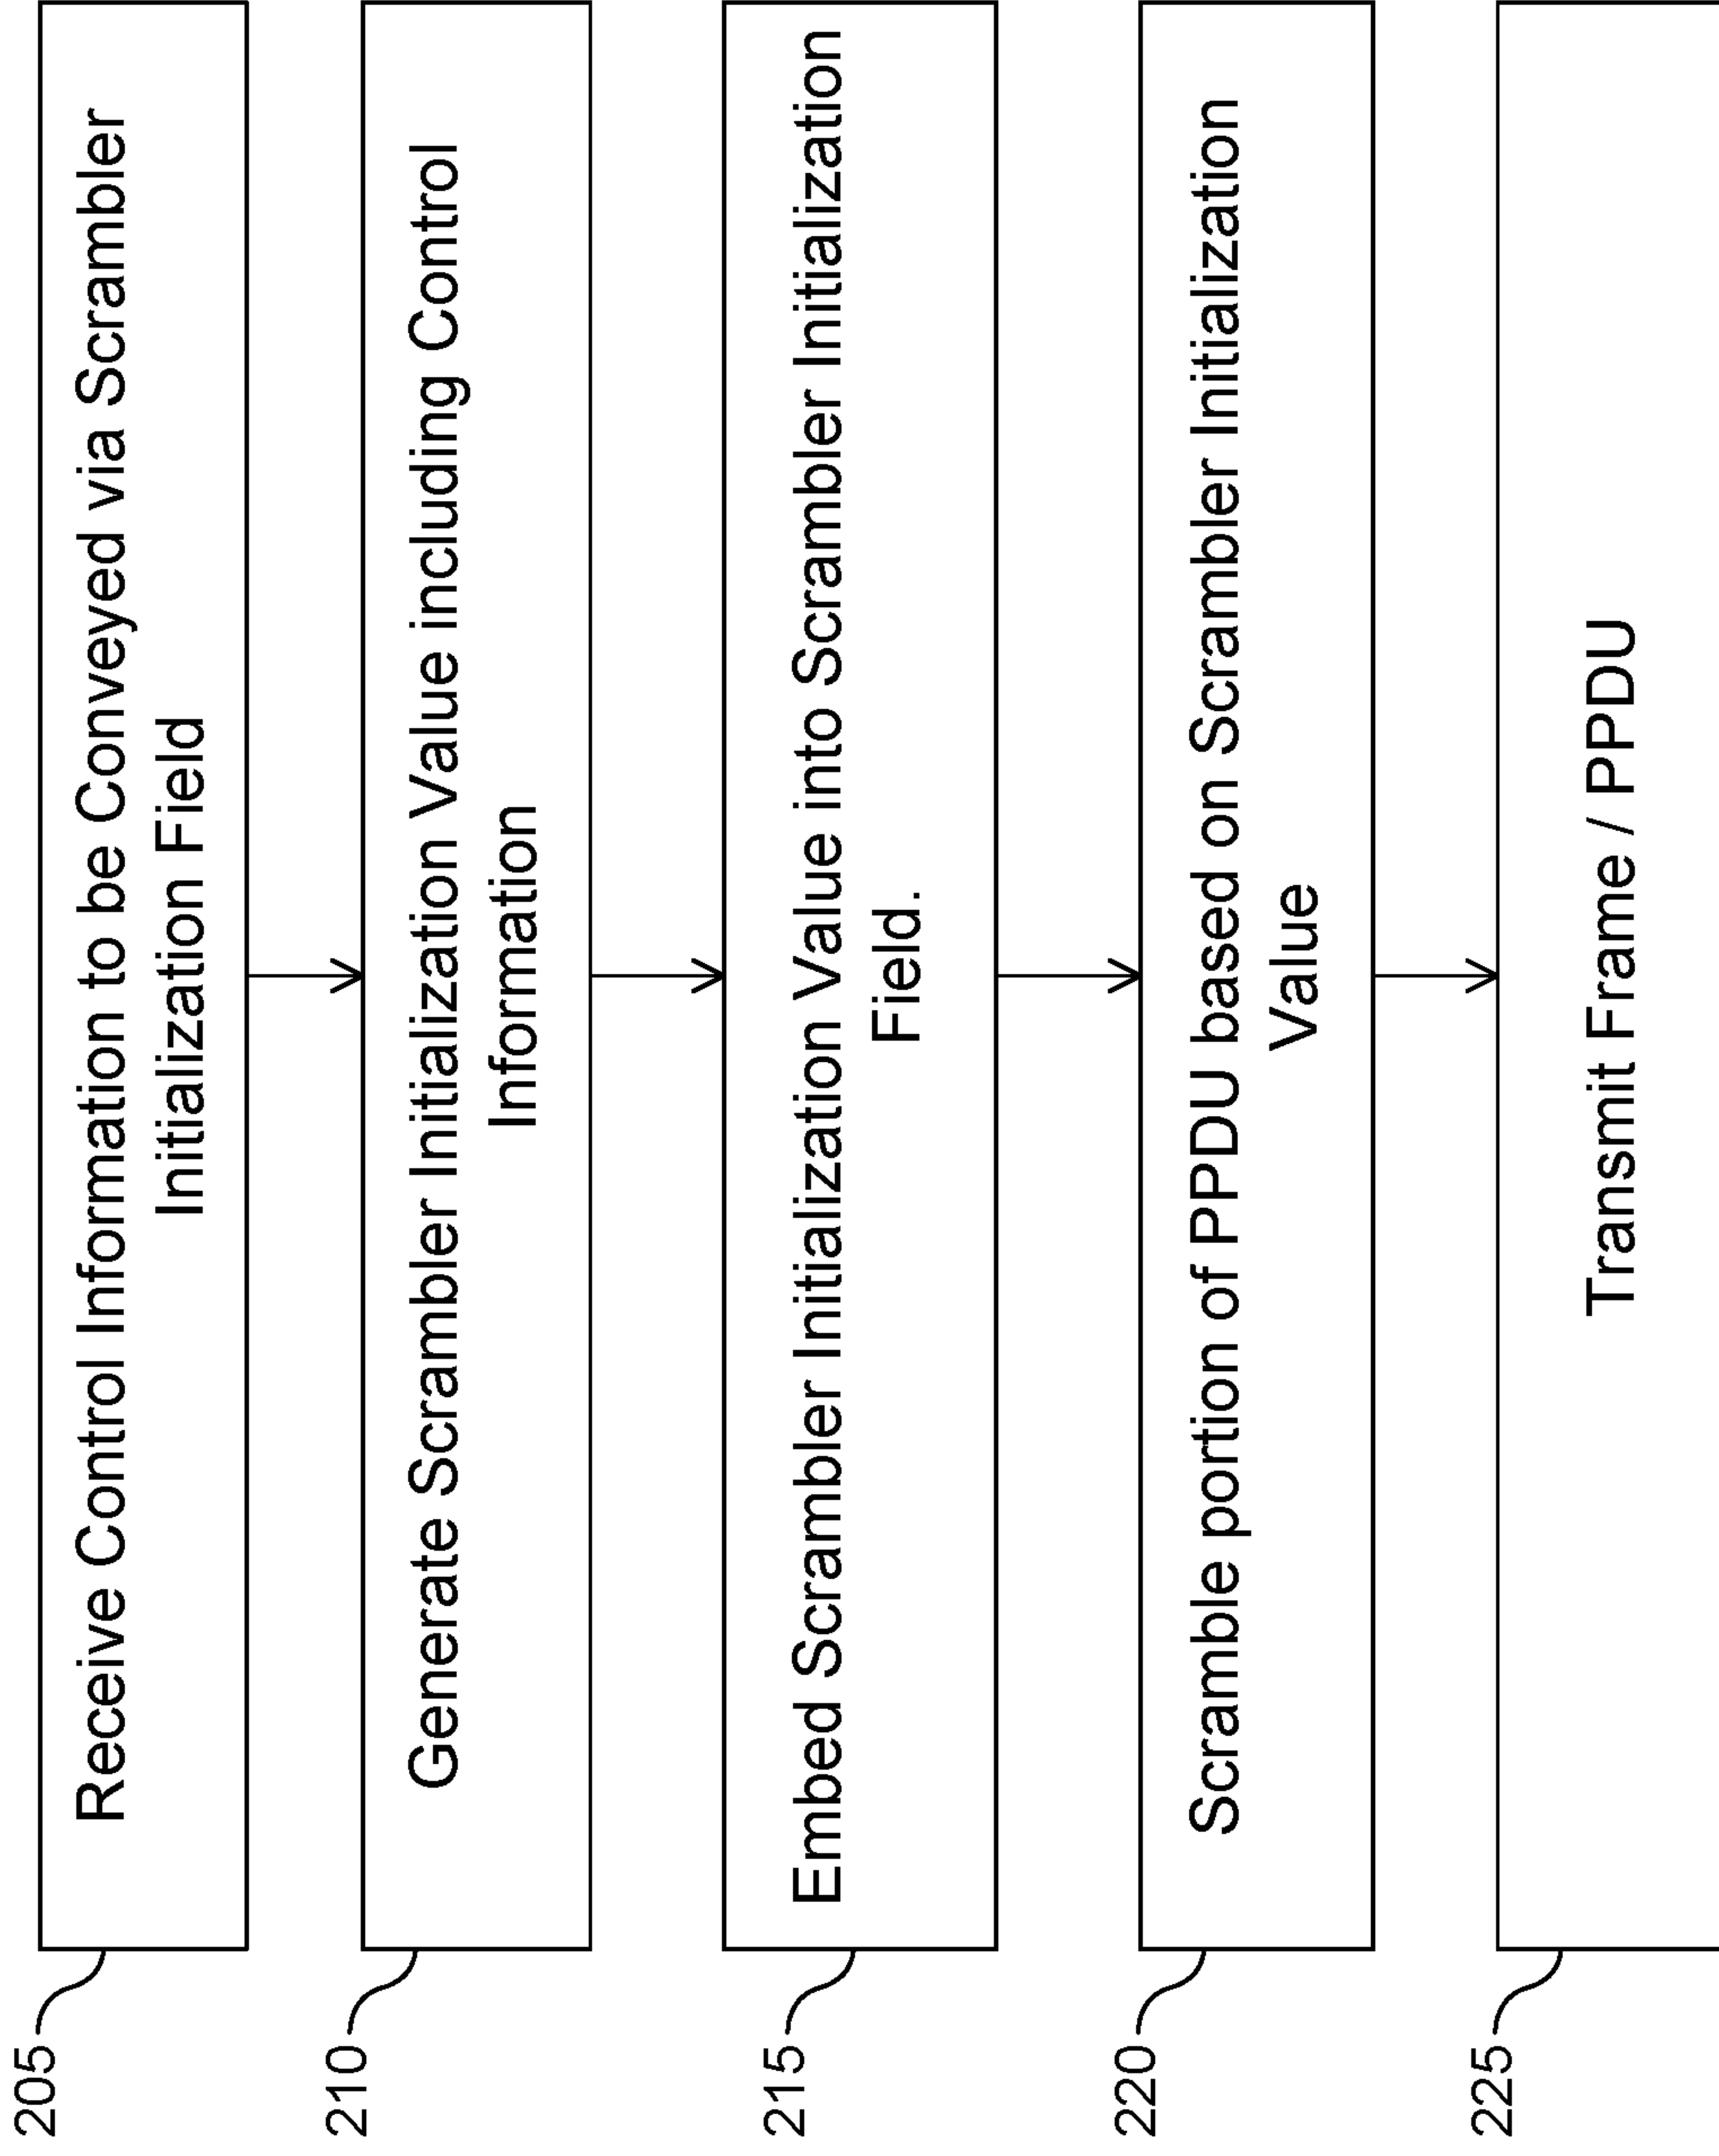 205
Receive Control Information to be Conveyed via Scrambler
Initialization Field
210
Generate Scrambler Initialization Value including Control
Information
215
Embed Scrambler Initialization Value into Scrambler Initialization
Field.
220
Scramble portion of PPDU based on Scrambler Initialization
Value
225
Transmit Frame / PPDU